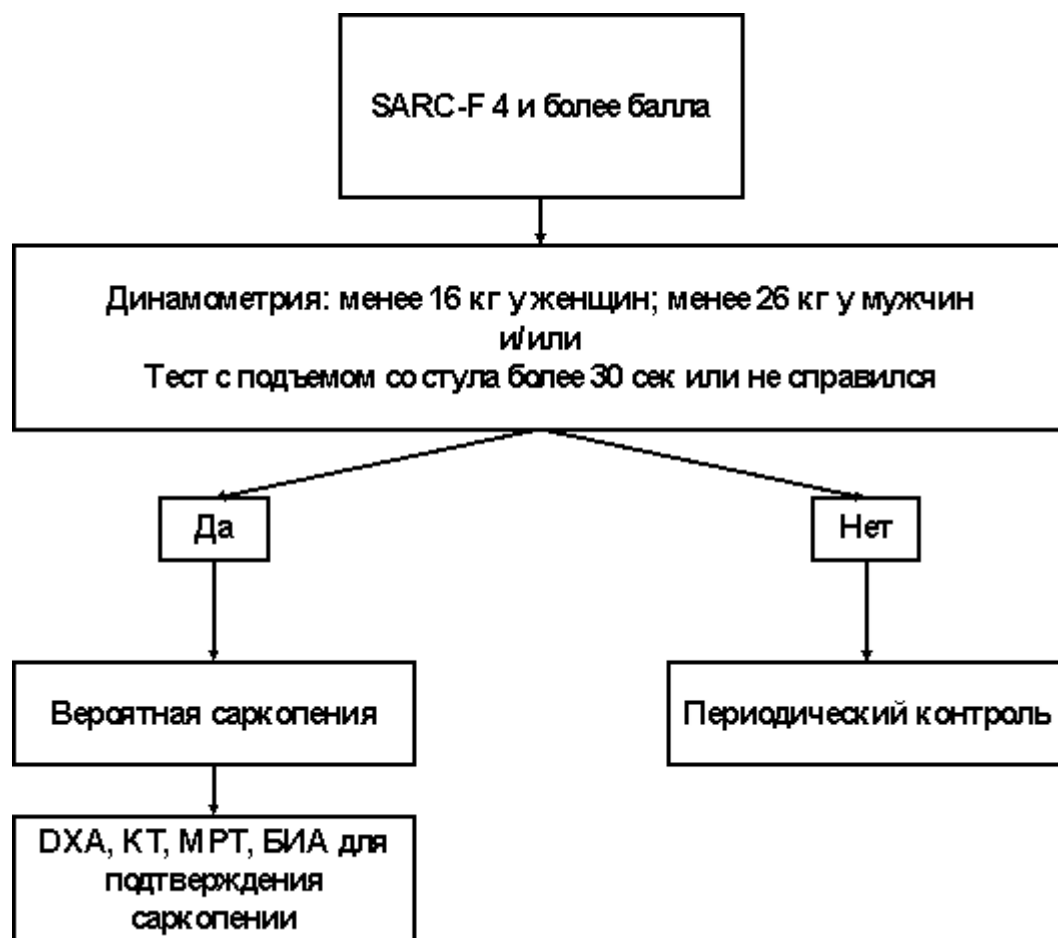 SARC-F 4 и более балла
Динамометрия: менее 16 кг у женщин; менее 26 кг у мужчин
и/или
Тест с подъемом со стула более 30 сек или не справился
Да
Нет
Вероятная саркопения
Периодический контроль
DXA, КТ, МРТ, БИА для
подтверждения
саркопении